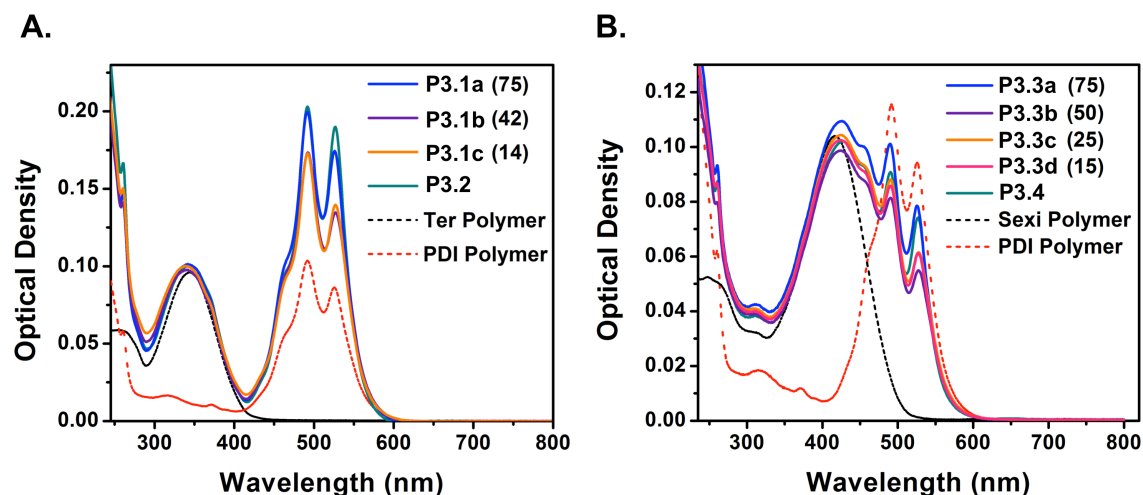 A.
B.
P3.1a (75)
P3.1b (42)
P3.1c (14)
P3.2
Ter Polymer
PDI Polymer
0.20
0.15
0.10
0.05
0.00
Optical Density
300 400 500 600 700 800
Wavelength (nm)
P3.3a (75)
P3.3b (50)
P3.3c (25)
P3.3d (15)
P3.4
Sexi Polymer
PDI Polymer
0.12
0.10
0.08
0.06
0.04
0.02
0.00
Optical Density
300 400 500 600 700 800
Wavelength (nm)